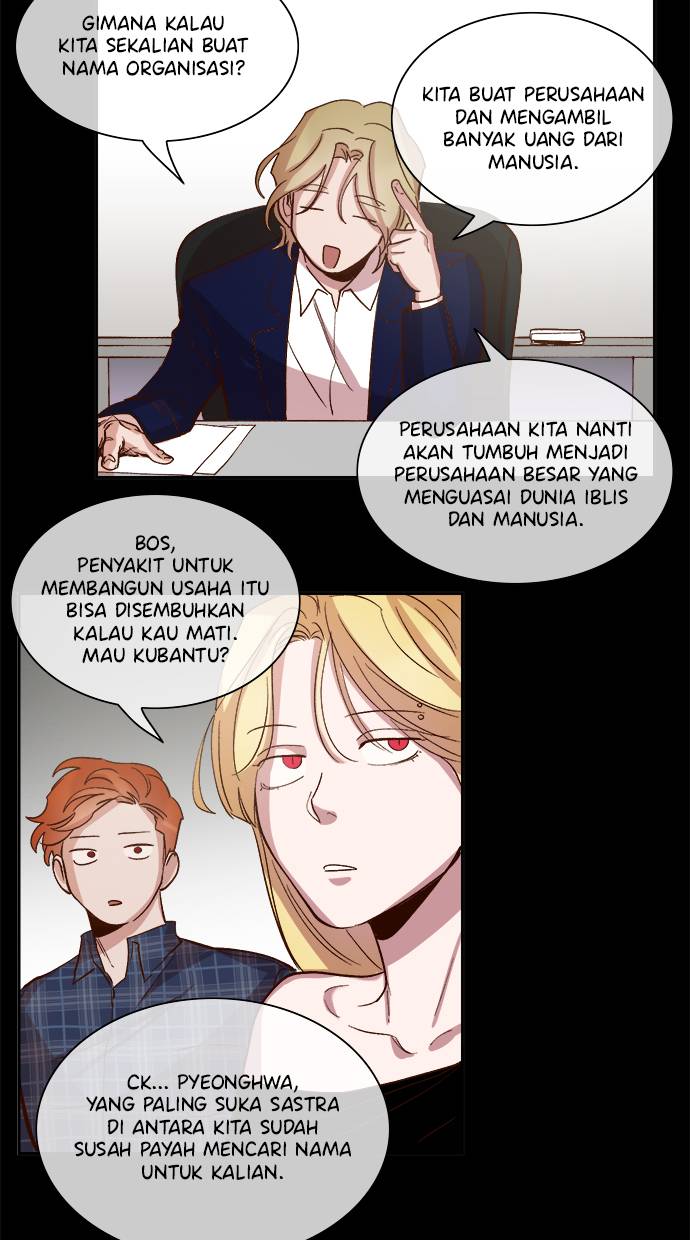 GIMANA KALAU
KITA SEKALIAN BUAT
NAMA ORGANISASI?
KITA BUAT PERUSAHAAN
DAN MENGAMBIL
BANYAK UANG DARI
MANUSIA.
PERUSAHAAN KITA NANTI
AKAN TUMBUH MENJADI
PERUSAHAAN BESAR YANG
MENGUASAI DUNIA IBLIS
DAN MANUSIA.
BOS,
PENYAKIT UNTUK
MEMBANGUN USAHA ITU
BISA DISEMBUHKAN
KALAU KAU MATI.
MAU KUBANTU?
CK... PYEONGHWA,
YANG PALING SUKA SASTRA
DI ANTARA KITA SUDAH
SUSAH PAYAH MENCARI NAMA
UNTUK KALIAN.